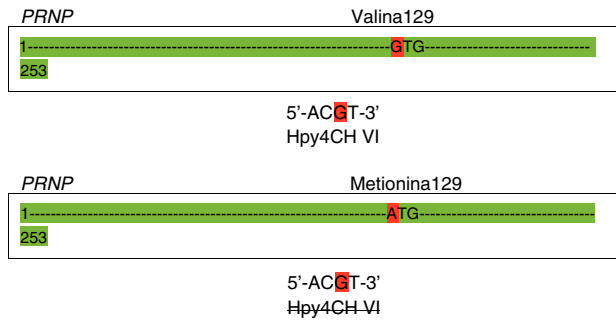 PRNP Valina129
1-----------------------------------------------------------------------------------GTG---------------------------------------
253
5’-ACGT-3’
Hpy4CH VI
PRNP Metionina129
1-----------------------------------------------------------------------------------ATG----------------------------------------
253
5’-ACGT-3’
Hpy4CH VI